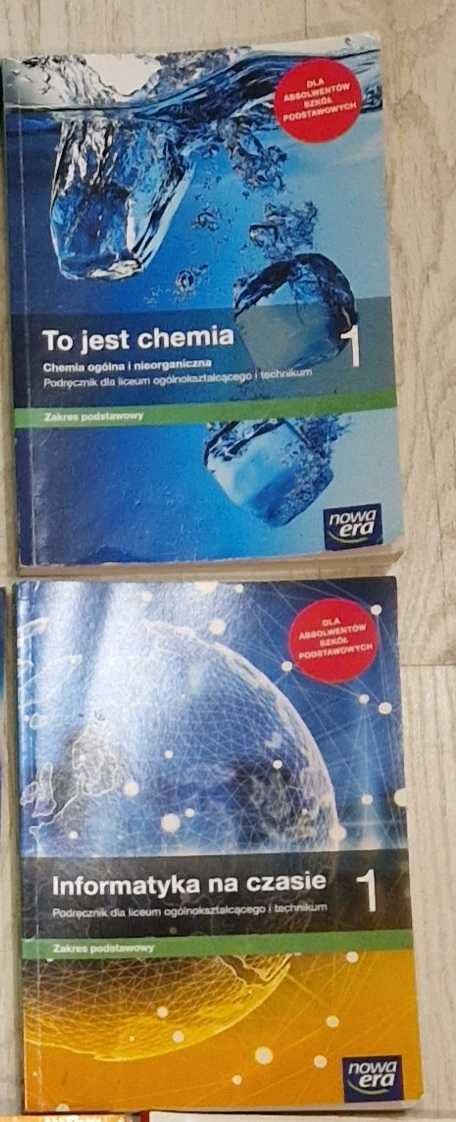 DLA
ABSOLWENTÓW
SZKÓŁ
PODSTAWOWYCH
To jest chemia
1
Chemia ogólna i nieorganiczna
Podręcznik dla liceum ogólnokształcącego i technikum
Zakres podstawowy
nowa
era
DLA
ABSOLWENTÓW
SZKÓŁ
PODSTAWOWYCH
Informatyka na czasie
1
Podręcznik dla liceum ogólnokształcącego i technikum
Zakres podstawowy
nowa
era